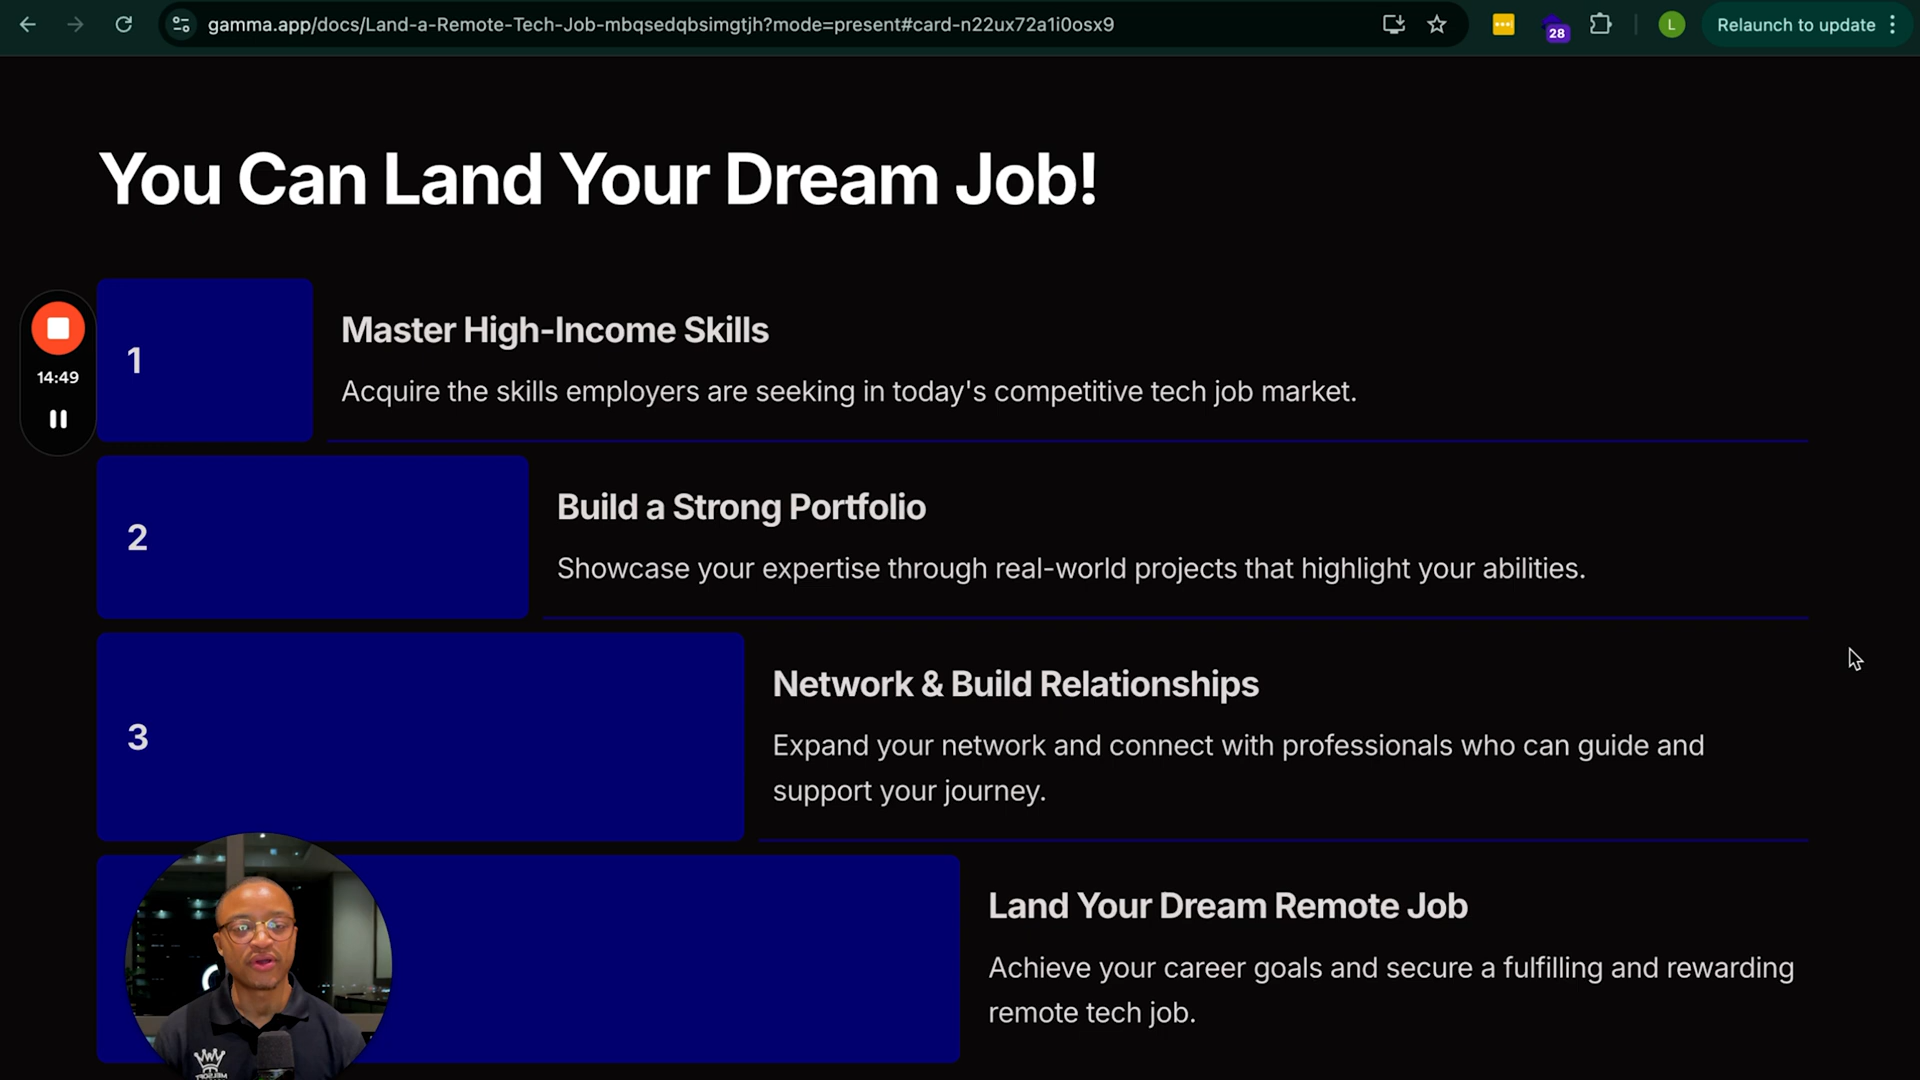 gamma.app/docs/Land-a-Remote-Tech-Job-mbqsedqbsimgtjh?mode=present#card-n22ux72a1i0osx9
28
L
Relaunch to update
You Can Land Your Dream Job!
14:49
1
Master High-Income Skills
Acquire the skills employers are seeking in today's competitive tech job market.
2
Build a Strong Portfolio
Showcase your expertise through real-world projects that highlight your abilities.
3
Network & Build Relationships
Expand your network and connect with professionals who can guide and
support your journey.
Land Your Dream Remote Job
Achieve your career goals and secure a fulfilling and rewarding
remote tech job.